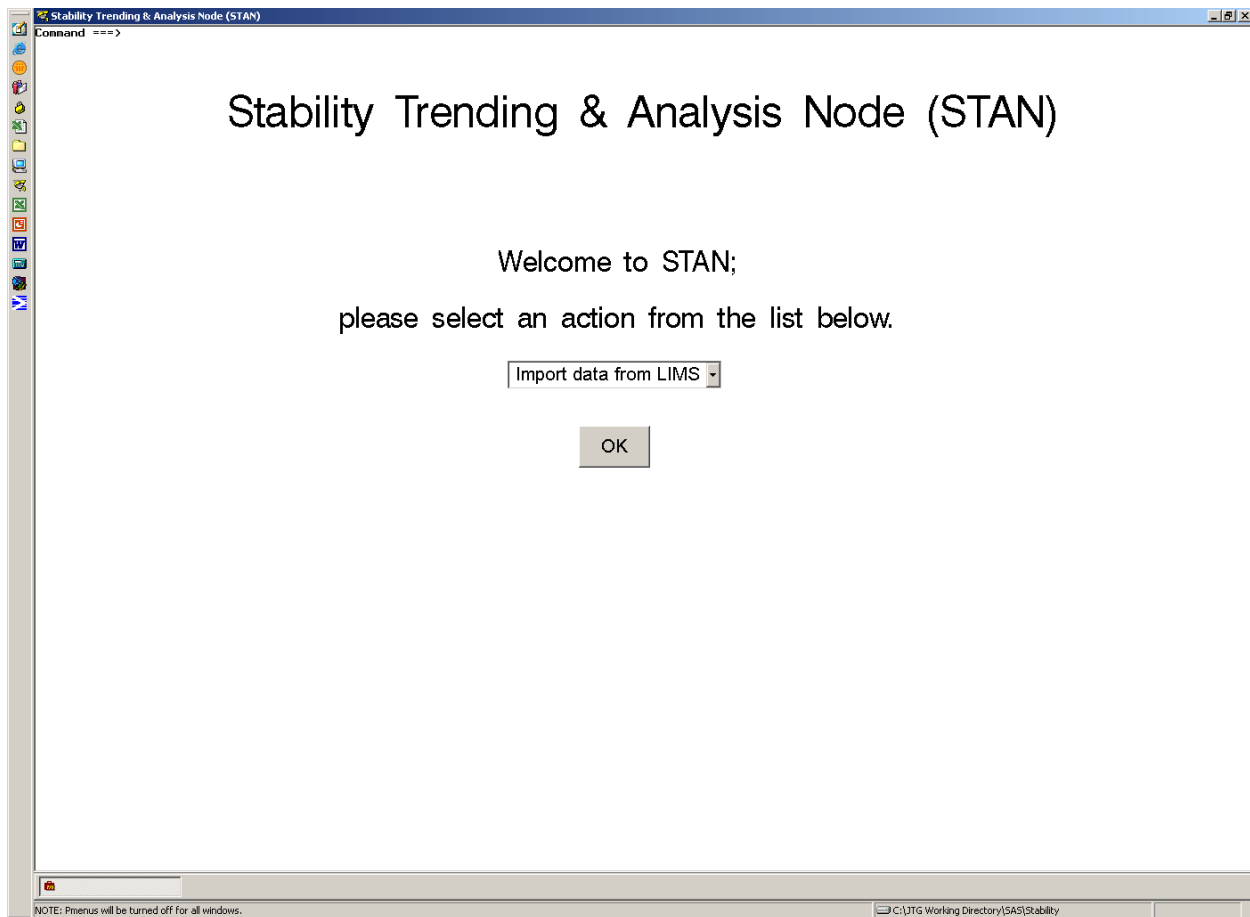 Stability Trending & Analysis Node (STAN)
Command ===>
Stability Trending & Analysis Node (STAN)
Welcome to STAN;
please select an action from the list below.
Import data from LIMS
OK
NOTE: Pmenus will be turned off for all windows.
C:\JTG Working Directory\SAS\Stability